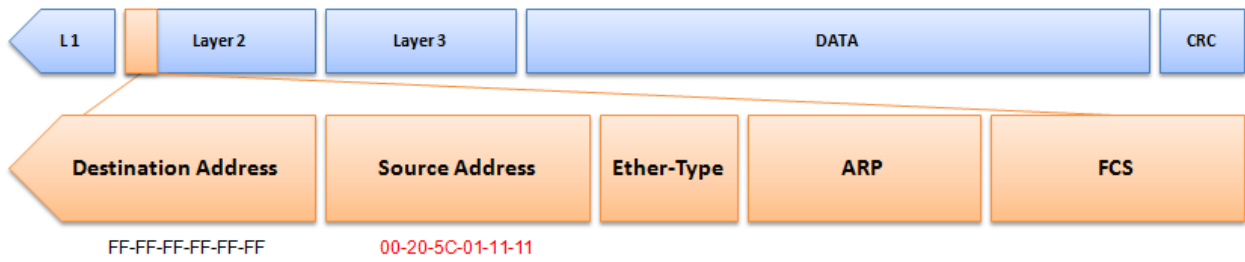 L 1 Layer 2 Layer 3 DATA CRC
Destination Address Source Address Ether-Type ARP FCS
FF-FF-FF-FF-FF-FF 00-20-5C-01-11-11